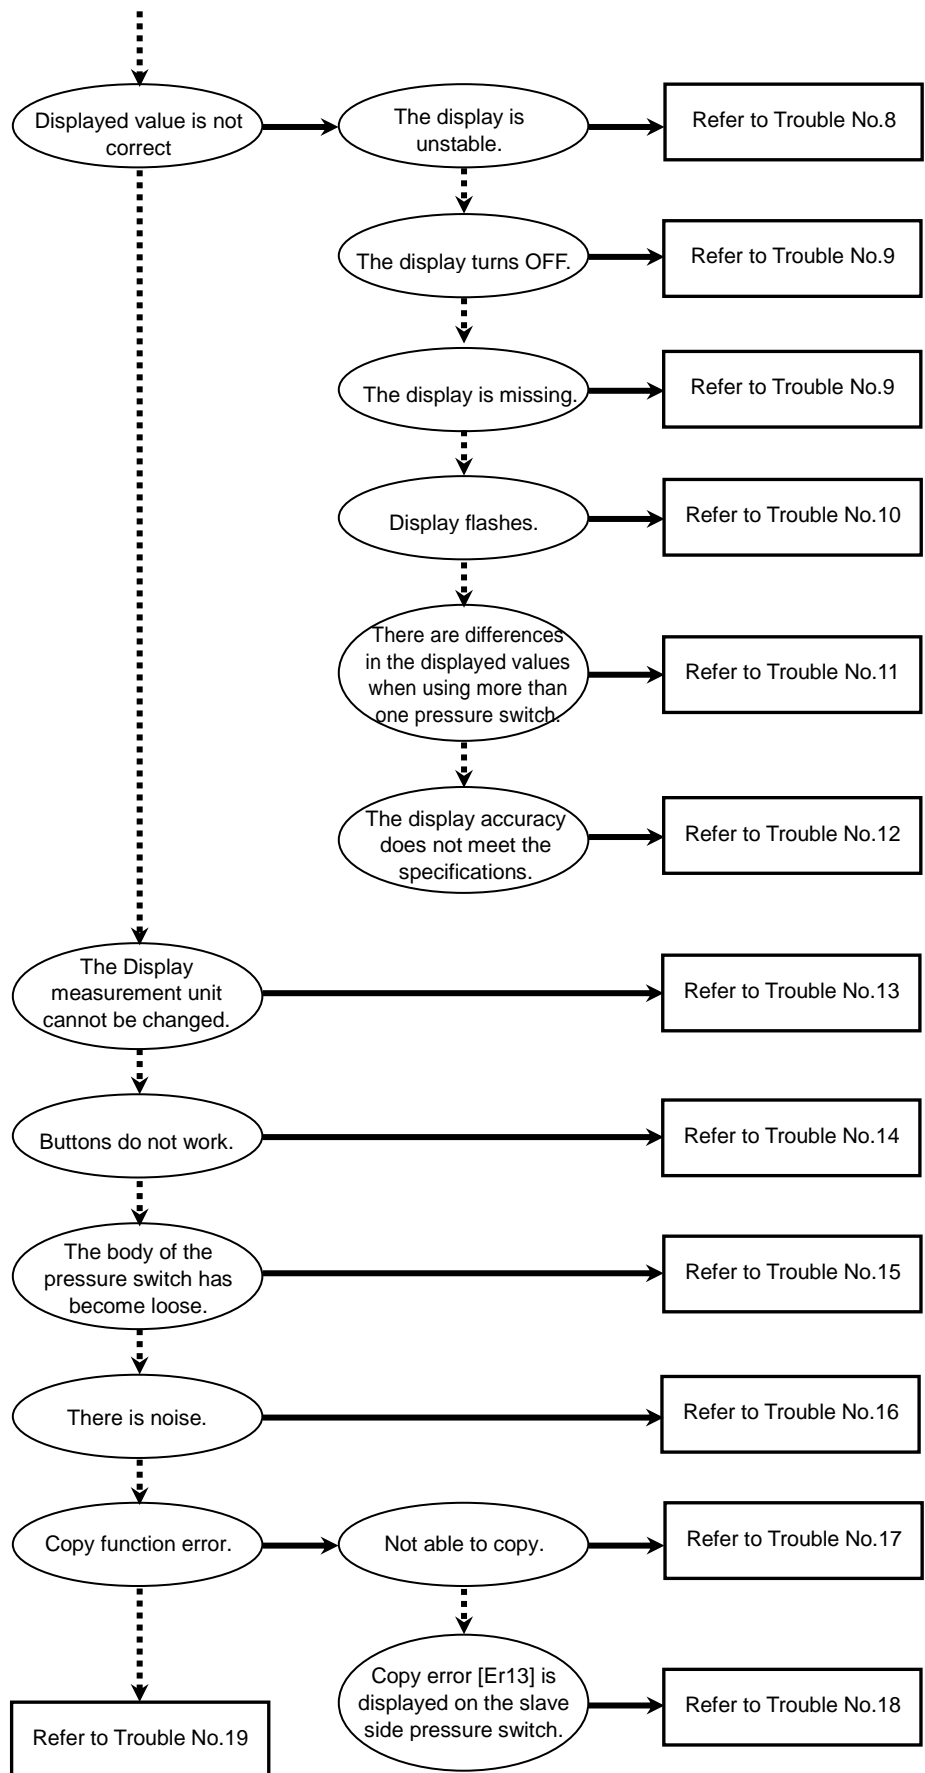 Displayed value is not
correct
The display is
unstable.
Refer to Trouble No.8
The display turns OFF.
Refer to Trouble No.9
The display is missing.
Refer to Trouble No.9
Display flashes.
Refer to Trouble No.10
There are differences
in the displayed values
when using more than
one pressure switch.
Refer to Trouble No.11
The display accuracy
does not meet the
specifications.
Refer to Trouble No.12
The Display
measurement unit
cannot be changed.
Refer to Trouble No.13
Buttons do not work.
Refer to Trouble No.14
The body of the
pressure switch has
become loose.
Refer to Trouble No.15
There is noise.
Refer to Trouble No.16
Copy function error.
Not able to copy.
Refer to Trouble No.17
Copy error [Er13] is
displayed on the slave
side pressure switch.
Refer to Trouble No.18
Refer to Trouble No.19